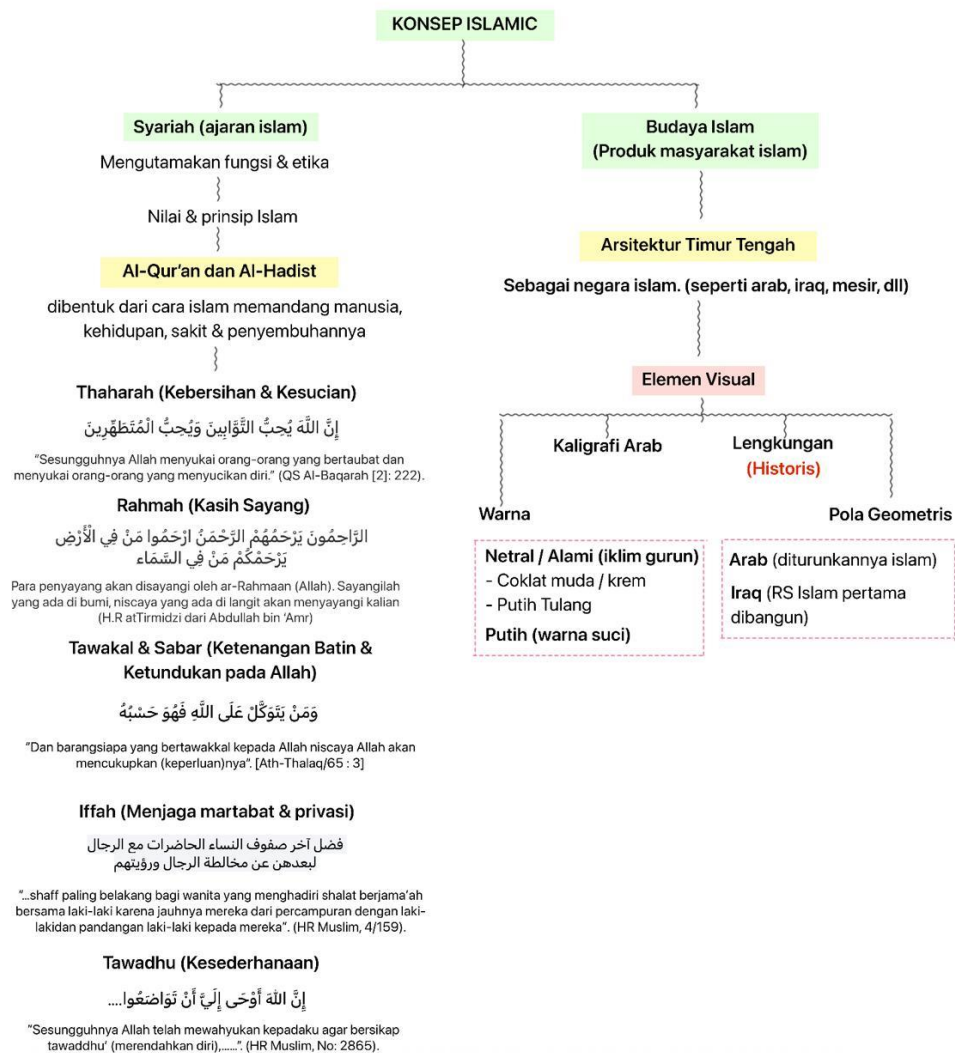 KONSEP ISLAMIC
Syariah (ajaran islam)
Mengutamakan fungsi & etika
Nilai & prinsip Islam
Al-Qur'an dan Al-Hadist
dibentuk dari cara islam memandang manusia,
kehidupan, sakit & penyembuhannya
Thaharah (Kebersihan & Kesucian)
إِنَّ اللَّهَ يُحِبُّ التَّوَّابِينَ وَيُحِبُّ الْمُتَطَهِّرِينَ
"Sesungguhnya Allah menyukai orang-orang yang bertaubat dan
menyukai orang-orang yang menyucikan diri." (QS Al-Baqarah [2]: 222).
Rahmah (Kasih Sayang)
الرَّاحِمُونَ يَرْحَمُهُمْ الرَّحْمَنُ ارْحَمُوا مَنْ فِي الْأَرْضِ
يَرْحَمْكُمْ مَنْ فِي السَّمَاء
Para penyayang akan disayangi oleh ar-Rahmaan (Allah). Sayangilah
yang ada di bumi, niscaya yang ada di langit akan menyayangi kalian
(H.R atTirmidzi dari Abdullah bin 'Amr)
Tawakal & Sabar (Ketenangan Batin &
Ketundukan pada Allah)
وَمَنْ يَتَوَكَّلْ عَلَى اللَّهِ فَهُوَ حَسْبُهُ
"Dan barangsiapa yang bertawakkal kepada Allah niscaya Allah akan
mencukupkan (keperluan)nya". [Ath-Thalaq/65 : 3]
Iffah (Menjaga martabat & privasi)
فضل آخر صفوف النساء الحاضرات مع الرجال
لبعدهن عن مخالطة الرجال ورؤيتهم
"...shaff paling belakang bagi wanita yang menghadiri shalat berjama'ah
bersama laki-laki karena jauhnya mereka dari percampuran dengan laki-
lakidan pandangan laki-laki kepada mereka". (HR Muslim, 4/159).
Tawadhu (Kesederhanaan)
إِنَّ اللهَ أَوْحَى إِلَيَّ أَنْ تَوَاضَعُوا....
"Sesungguhnya Allah telah mewahyukan kepadaku agar bersikap
tawaddhu' (merendahkan diri),......". (HR Muslim, No: 2865).
Budaya Islam
(Produk masyarakat islam)
Arsitektur Timur Tengah
Sebagai negara islam. (seperti arab, iraq, mesir, dll)
Elemen Visual
Kaligrafi Arab
Lengkungan
(Historis)
Warna
Netral / Alami (iklim gurun)
- Coklat muda / krem
- Putih Tulang
Putih (warna suci)
Pola Geometris
Arab (diturunkannya islam)
Iraq (RS Islam pertama
dibangun)